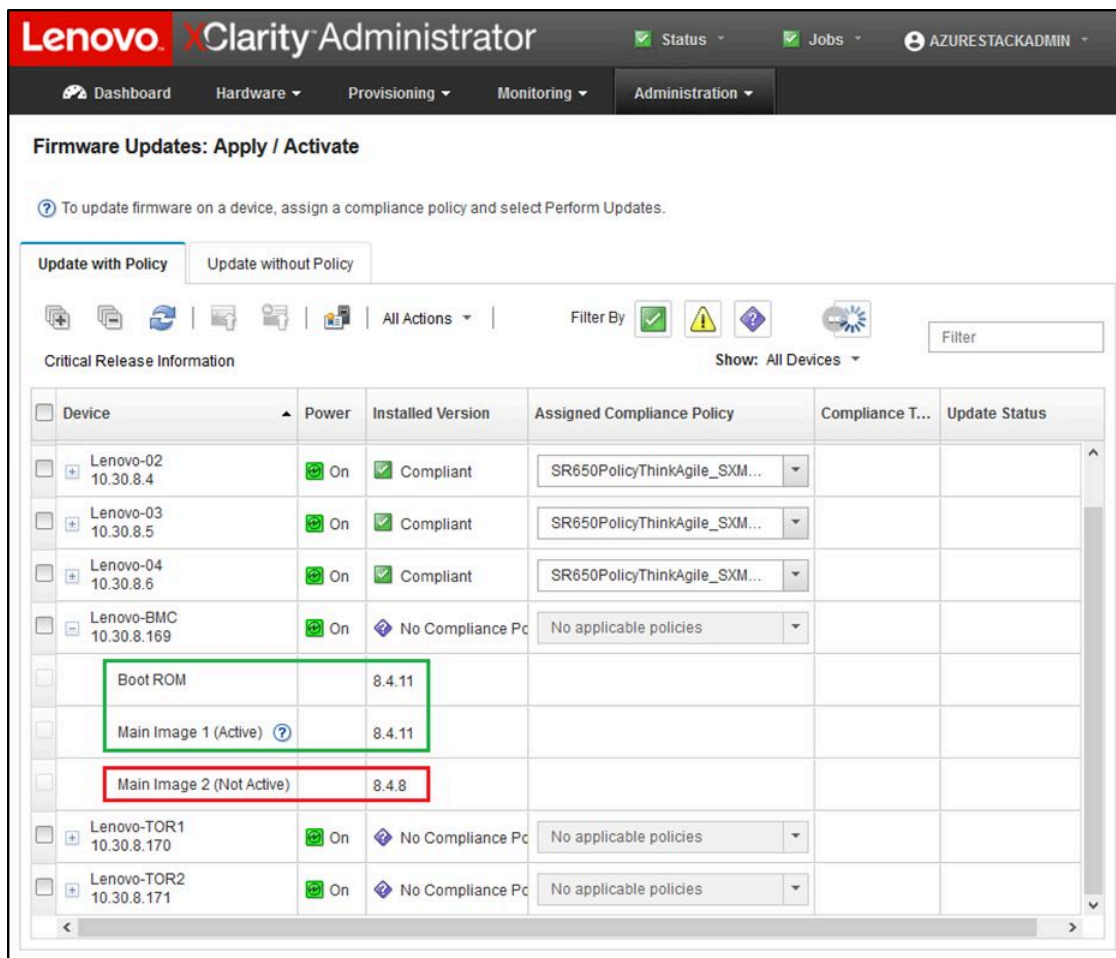 Lenovo. XClarity Administrator Status Jobs AZURESTACKADMIN
Dashboard Hardware Provisioning Monitoring Administration
Firmware Updates: Apply / Activate
To update firmware on a device, assign a compliance policy and select Perform Updates.
Update with Policy Update without Policy
All Actions Filter By Filter
Critical Release Information Show: All Devices
Device Power Installed Version Assigned Compliance Policy Compliance T... Update Status
Lenovo-02
10.30.8.4 On Compliant SR650PolicyThinkAgile_SXM...
Lenovo-03
10.30.8.5 On Compliant SR650PolicyThinkAgile_SXM...
Lenovo-04
10.30.8.6 On Compliant SR650PolicyThinkAgile_SXM...
Lenovo-BMC
10.30.8.169 On No Compliance Po No applicable policies
Boot ROM 8.4.11
Main Image 1 (Active) 8.4.11
Main Image 2 (Not Active) 8.4.8
Lenovo-TOR1
10.30.8.170 On No Compliance Po No applicable policies
Lenovo-TOR2
10.30.8.171 On No Compliance Po No applicable policies